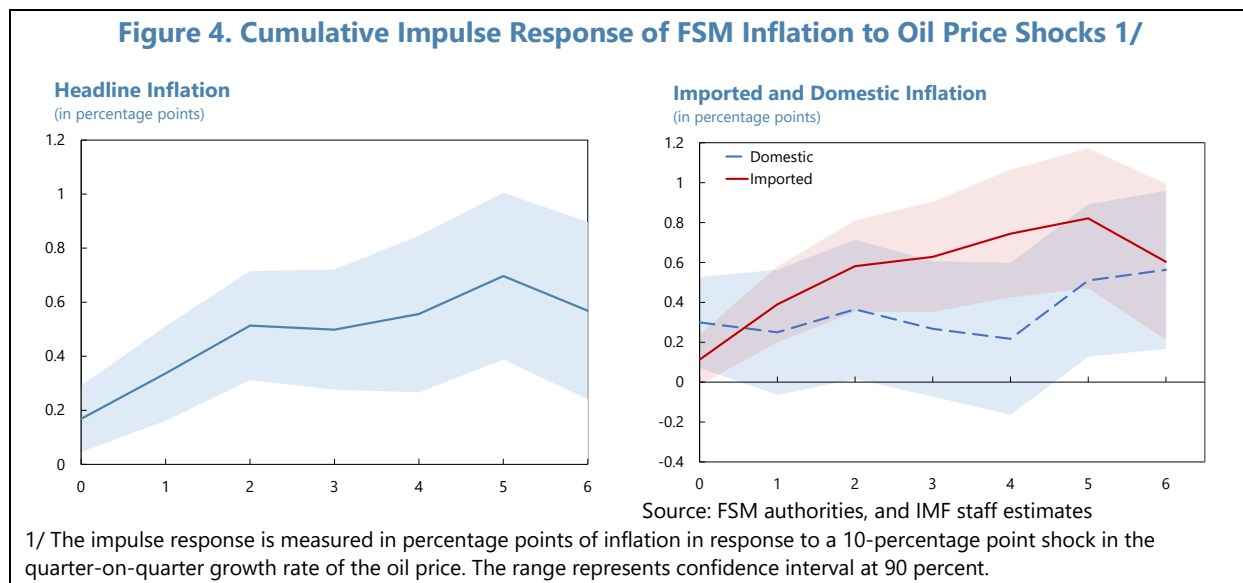 Figure 4. Cumulative Impulse Response of FSM Inflation to Oil Price Shocks 1/
Headline Inflation
(in percentage points)
1.2
1
0.8
0.6
0.4
0.2
0
0 1 2 3 4 5 6
Imported and Domestic Inflation
(in percentage points)
1.2
1
0.8
0.6
0.4
0.2
0
-0.2
-0.4
Domestic
Imported
0 1 2 3 4 5 6
Source: FSM authorities, and IMF staff estimates
1/ The impulse response is measured in percentage points of inflation in response to a 10-percentage point shock in the
quarter-on-quarter growth rate of the oil price. The range represents confidence interval at 90 percent.